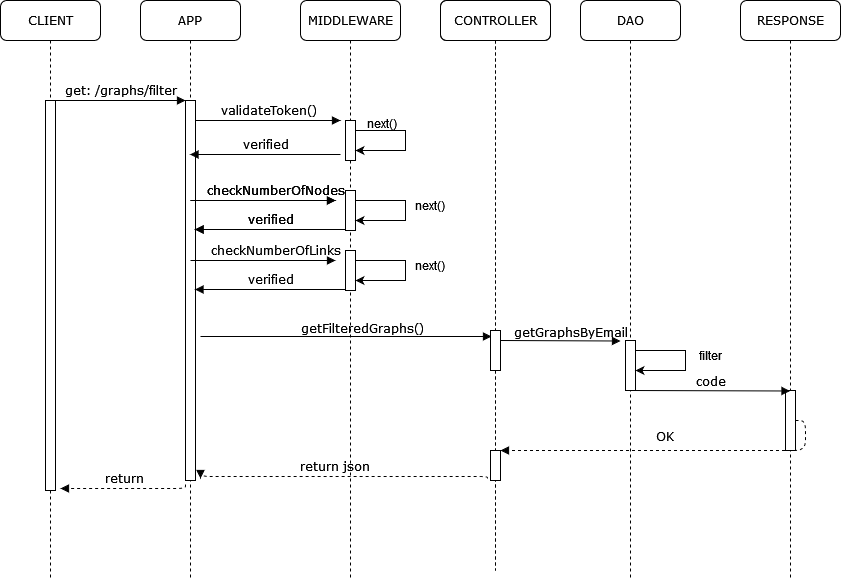 CLIENT
APP
MIDDLEWARE
CONTROLLER
DAO
RESPONSE
get: /graphs/filter
validateToken()
next()
verified
checkNumberOfNodes
next()
verified
checkNumberOfLinks
next()
verified
getFilteredGraphs()
getGraphsByEmail
filter
code
OK
return json
return